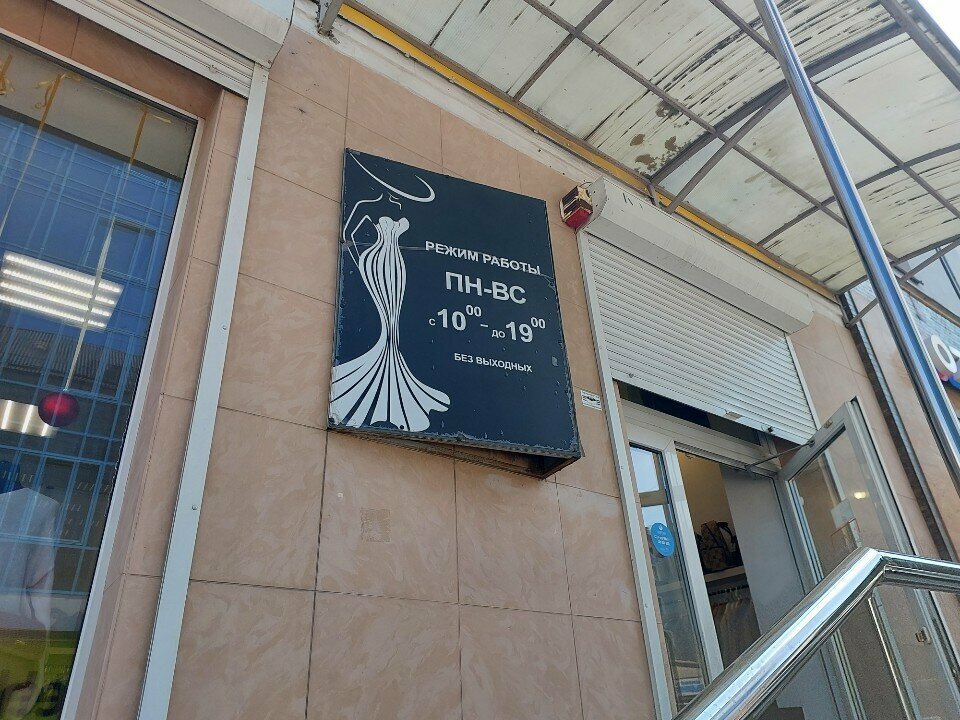 РЕЖИМ РАБОТЫ
ПН-ВС
с 10⁰⁰ – до 19⁰⁰
БЕЗ ВЫХОДНЫХ